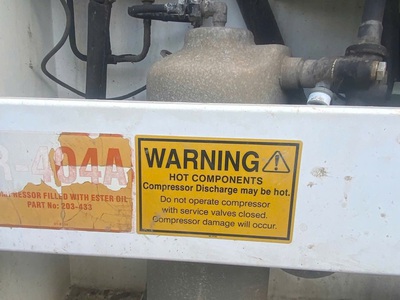 R-404A
COMPRESSOR FILLED WITH ESTER OIL
PART No: 203-433
WARNING
HOT COMPONENTS
Compressor Discharge may be hot.
Do not operate compressor
with service valves closed.
Compressor damage will occur.